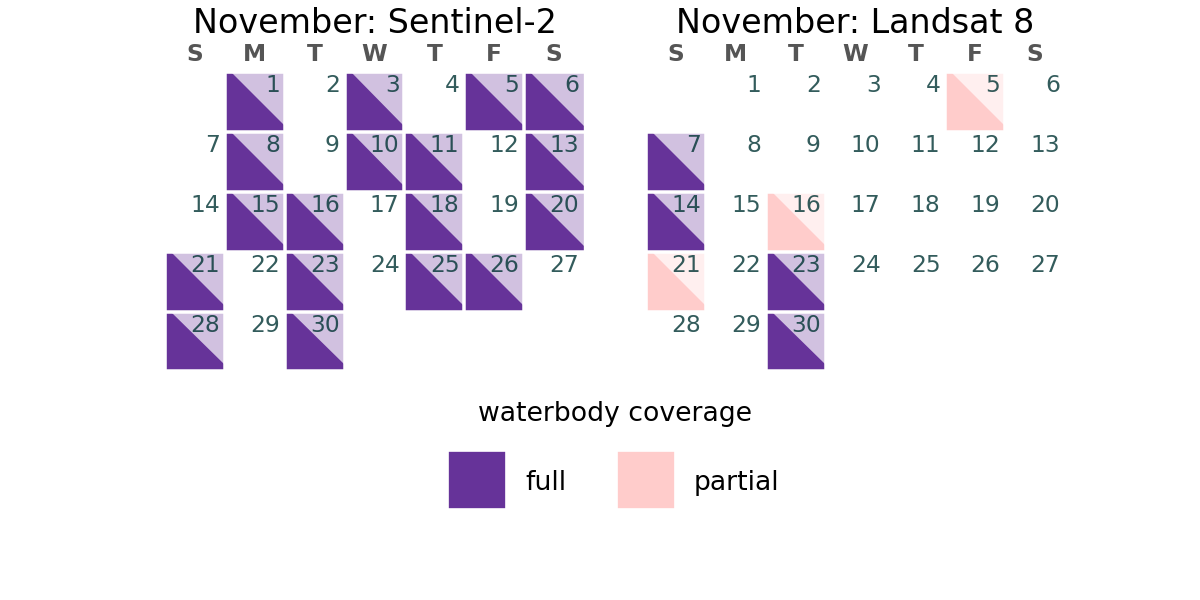 November: Sentinel-2
S M T W T F S
1 2 3 4 5 6
7 8 9 10 11 12 13
14 15 16 17 18 19 20
21 22 23 24 25 26 27
28 29 30
November: Landsat 8
S M T W T F S
1 2 3 4 5 6
7 8 9 10 11 12 13
14 15 16 17 18 19 20
21 22 23 24 25 26 27
28 29 30
waterbody coverage
full partial